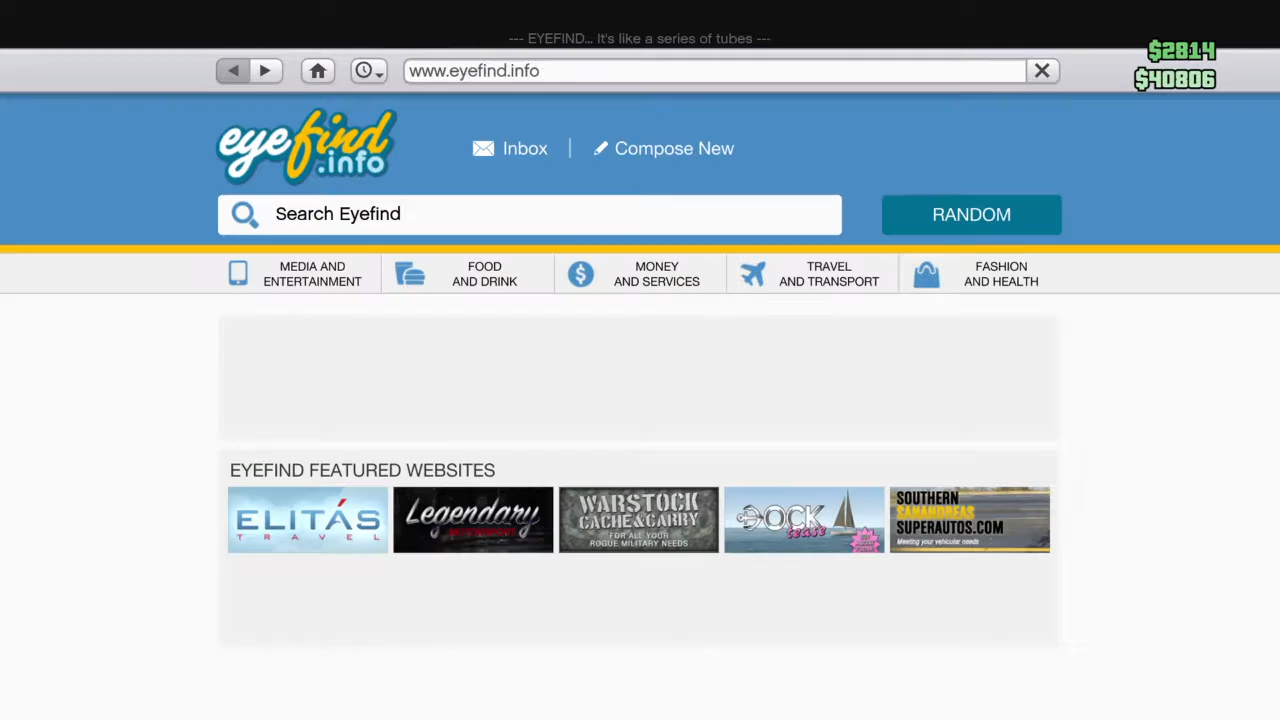 --- EYEFIND... It's like a series of tubes ---
$2814
www.eyefind.info
$40806
eyefind.info
Inbox
Compose New
Search Eyefind
RANDOM
MEDIA AND
ENTERTAINMENT
FOOD
AND DRINK
MONEY
AND SERVICES
TRAVEL
AND TRANSPORT
FASHION
AND HEALTH
EYEFIND FEATURED WEBSITES
ELITÁS
TRAVEL
Legendary
WARSTOCK
CACHE&CARRY
FOR ALL YOUR
ROGUE MILITARY NEEDS
DOCK
tease
SOUTHERN
SANANDREAS
SUPERAUTOS.COM
Meeting your vehicular needs